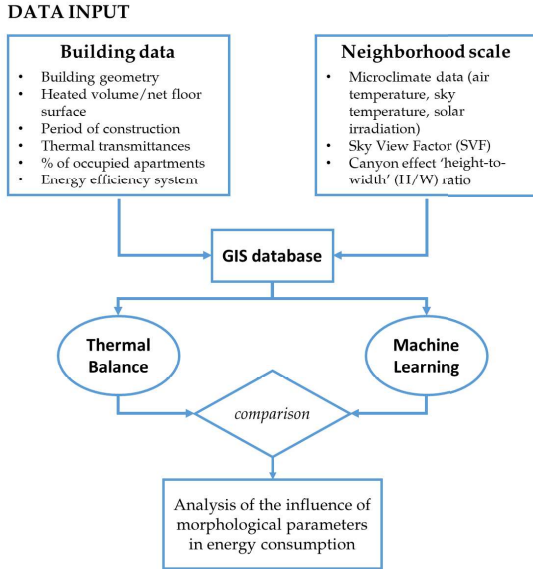 DATA INPUT
Building data
• Building geometry
• Heated volume/net floor
surface
• Period of construction
• Thermal transmittances
• % of occupied apartments
• Energy efficiency system
Neighborhood scale
• Microclimate data (air
temperature, sky
temperature, solar
irradiation)
• Sky View Factor (SVF)
• Canyon effect ‘height-to-
width’ (H/W) ratio
GIS database
Thermal
Balance
Machine
Learning
comparison
Analysis of the influence of
morphological parameters
in energy consumption